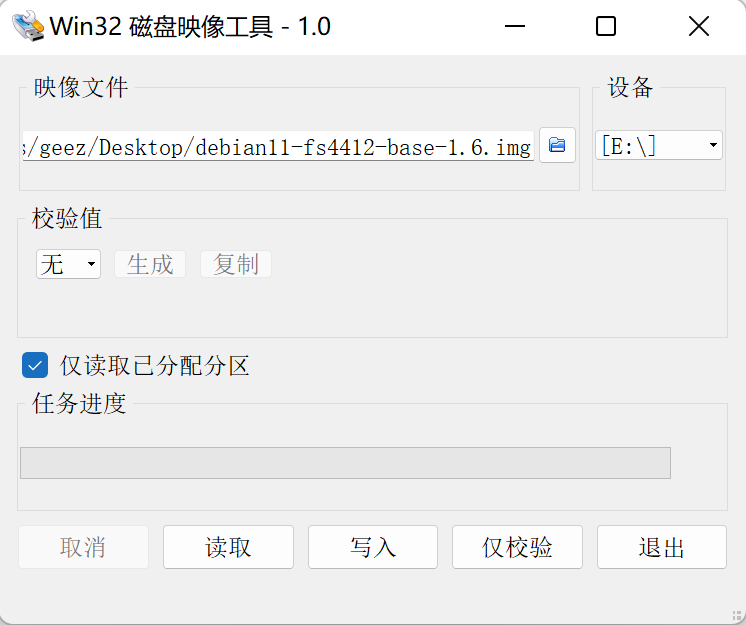 Win32 磁盘映像工具 - 1.0
映像文件
设备
s/geez/Desktop/debian11-fs4412-base-1.6.img
[E:\]
校验值
无
生成
复制
仅读取已分配分区
任务进度
取消
读取
写入
仅校验
退出